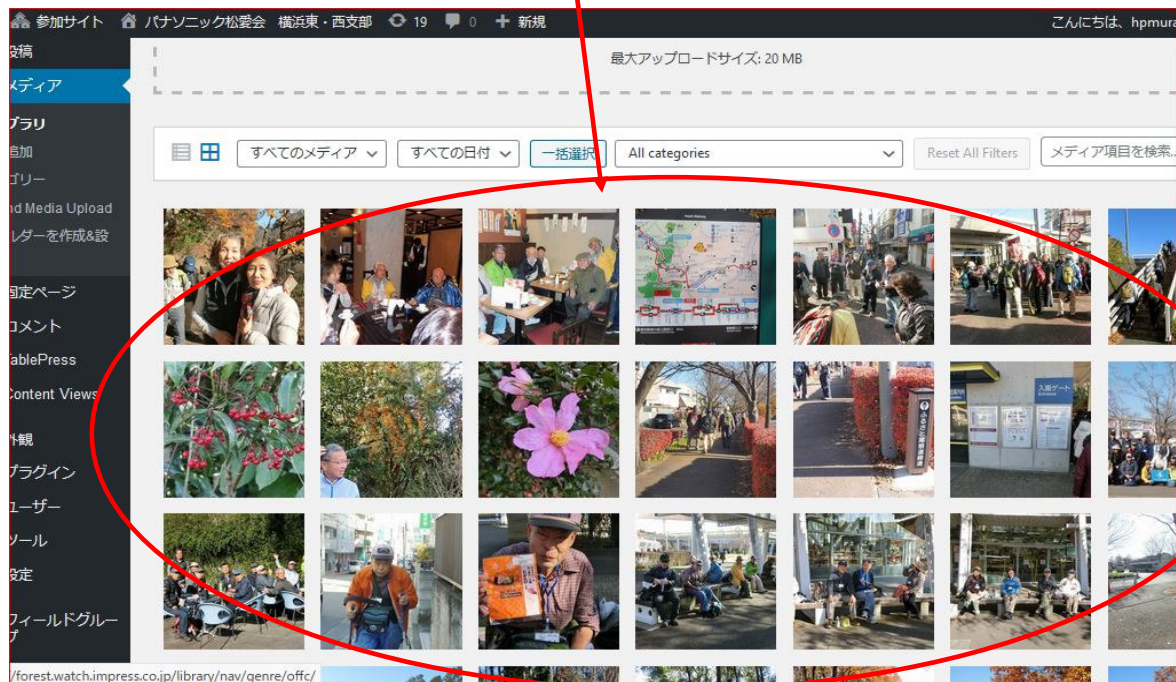 参加サイト パナソニック松愛会 横浜東・西支部 19 0 新規 こんにちは、hpmura
投稿
最大アップロードサイズ: 20 MB
メディア
ブラリ
追加
すべてのメディア すべての日付 一括選択 All categories Reset All Filters メディア項目を検索...
ゴリー
nd Media Upload
ルダーを作成&設
固定ページ
コメント
TablePress
Content Views
外観
プラグイン
ユーザー
ツール
設定
フィールドグルー
プ
入園ゲート
/forest.watch.impress.co.jp/library/nav/genre/offc/